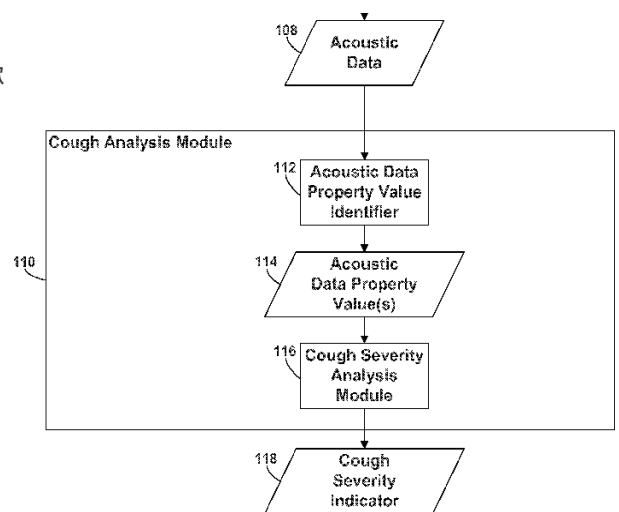 108
Acoustic
Data
Cough Analysis Module
112
Acoustic Data
Property Value
Identifier
110
114
Acoustic
Data Property
Value(s)
116
Cough Severity
Analysis
Module
118
Cough
Severity
Indicator